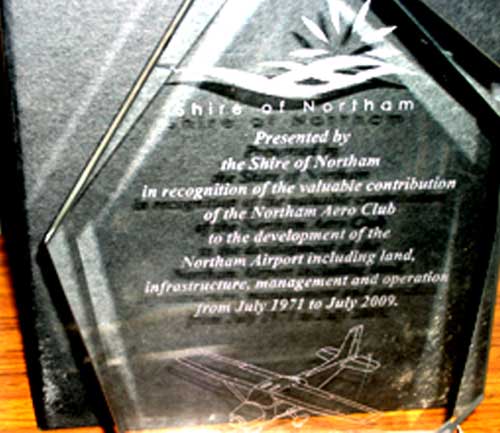 Shire of Northam
Presented by
the Shire of Northam
in recognition of the valuable contribution
of the Northam Aero Club
to the development of the
Northam Airport including land,
infrastructure, management and operation
from July 1971 to July 2009.